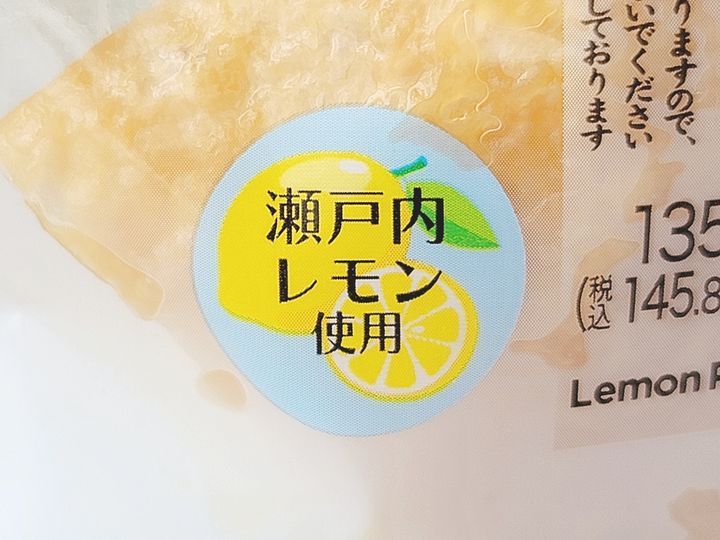 りますので、
いでください
しております
瀬戸内
レモン
使用
135
(税込 145.8
Lemon